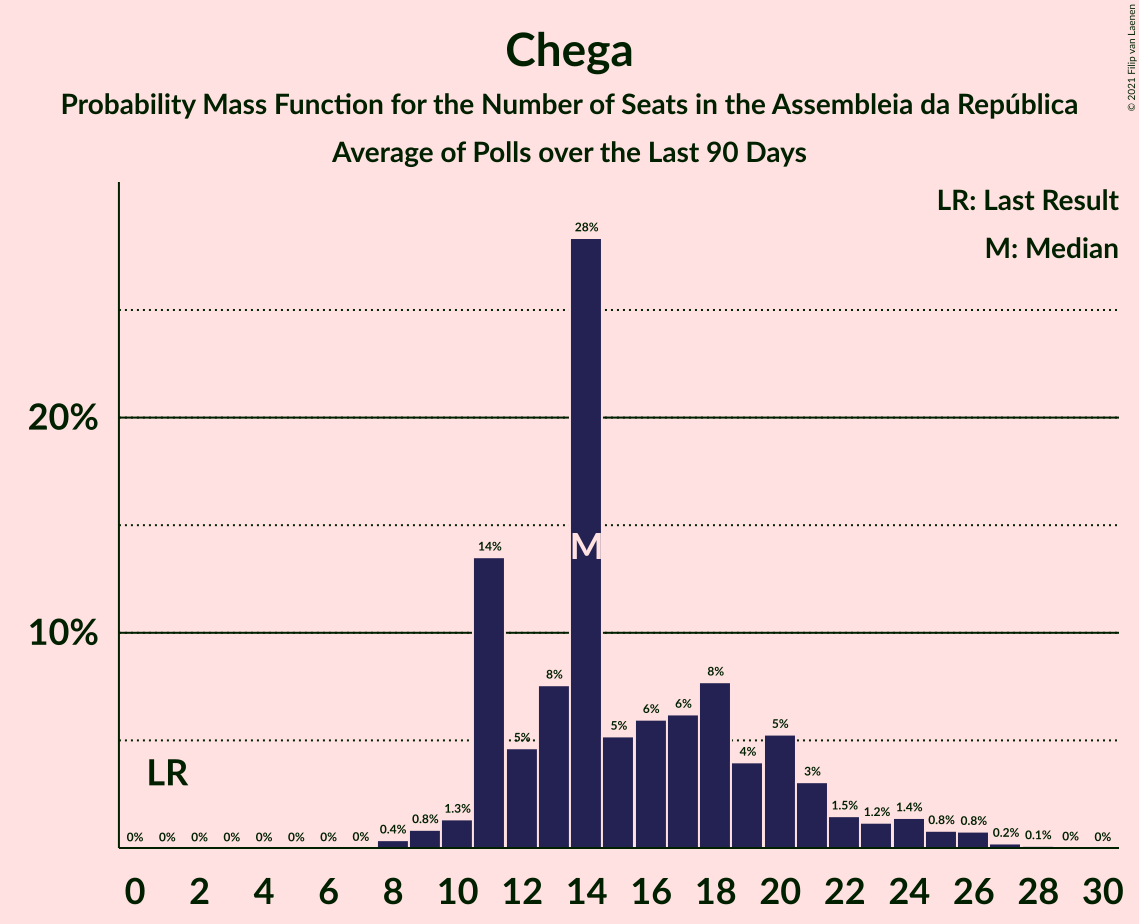 Chega
Probability Mass Function for the Number of Seats in the Assembleia da República
Average of Polls over the Last 90 Days
© 2021 Filip van Laenen
LR: Last Result
M: Median
20%
10%
LR
M
0% 0% 0% 0% 0% 0% 0% 0% 0.4% 0.8% 1.3% 14% 5% 8% 28% 5% 6% 6% 8% 4% 5% 3% 1.5% 1.2% 1.4% 0.8% 0.8% 0.2% 0.1% 0% 0%
0 2 4 6 8 10 12 14 16 18 20 22 24 26 28 30